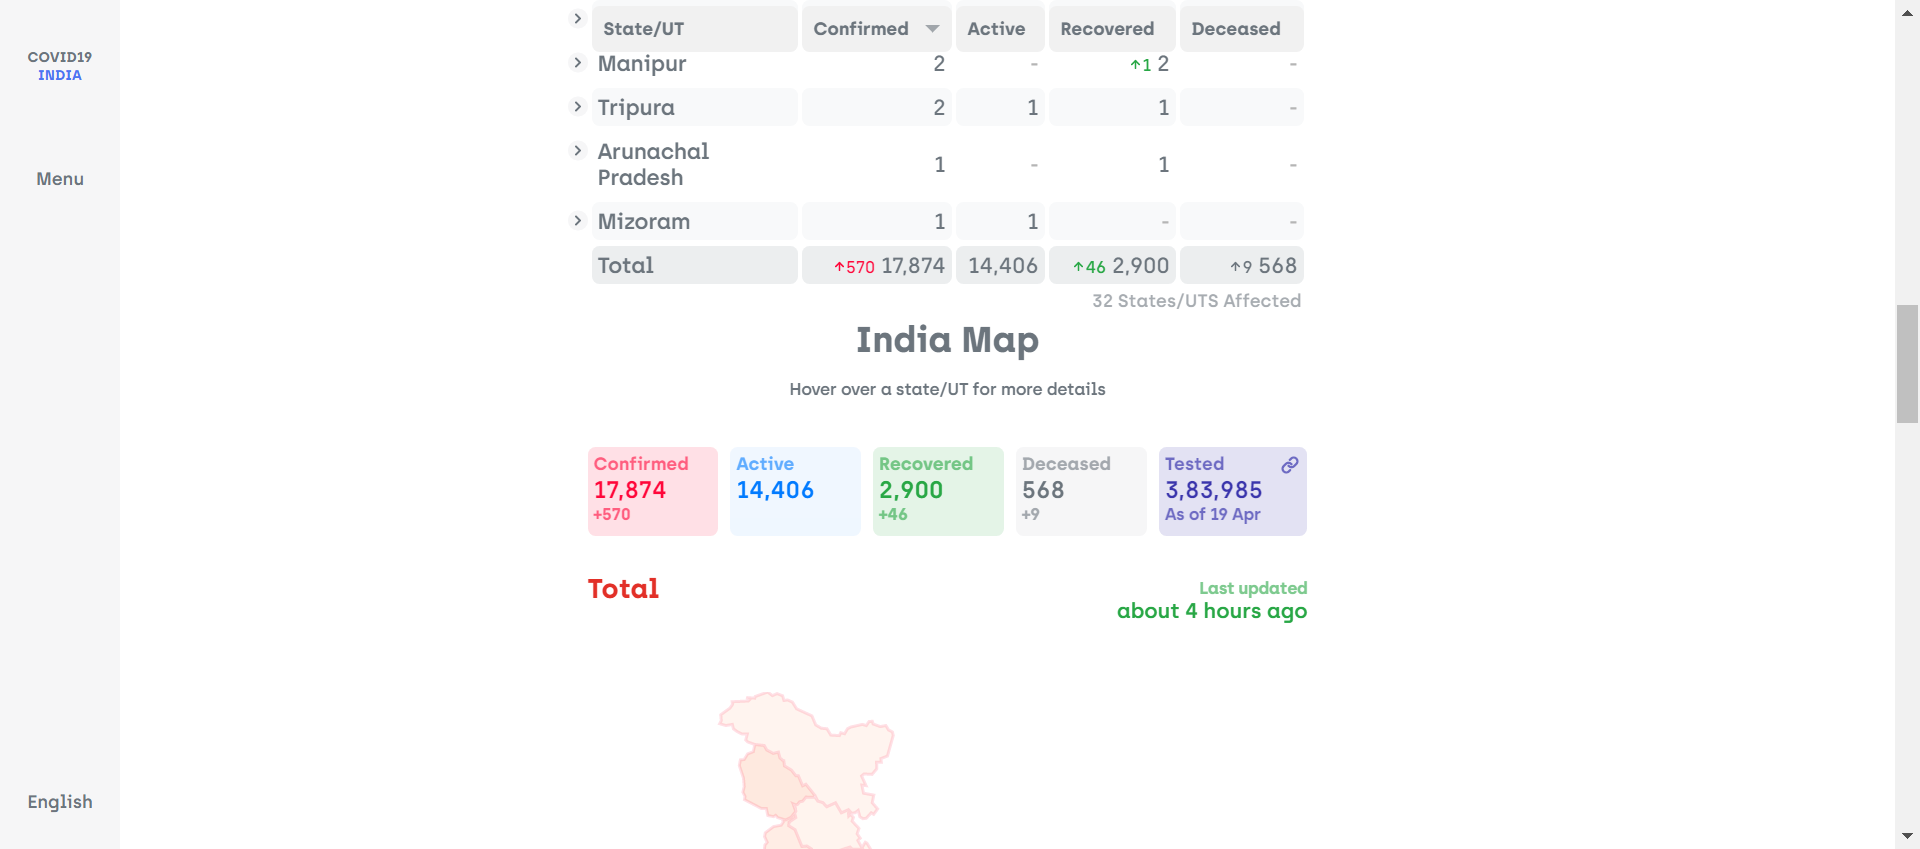 COVID19
INDIA
Menu
English
State/UT Confirmed Active Recovered Deceased
Manipur 2 - ↑1 2 -
Tripura 2 1 1 -
Arunachal
Pradesh 1 - 1 -
Mizoram 1 1 - -
Total ↑570 17,874 14,406 ↑46 2,900 ↑9 568
32 States/UTS Affected
India Map
Hover over a state/UT for more details
Confirmed Active Recovered Deceased Tested
17,874 14,406 2,900 568 3,83,985
+570 +46 +9 As of 19 Apr
Total
Last updated
about 4 hours ago